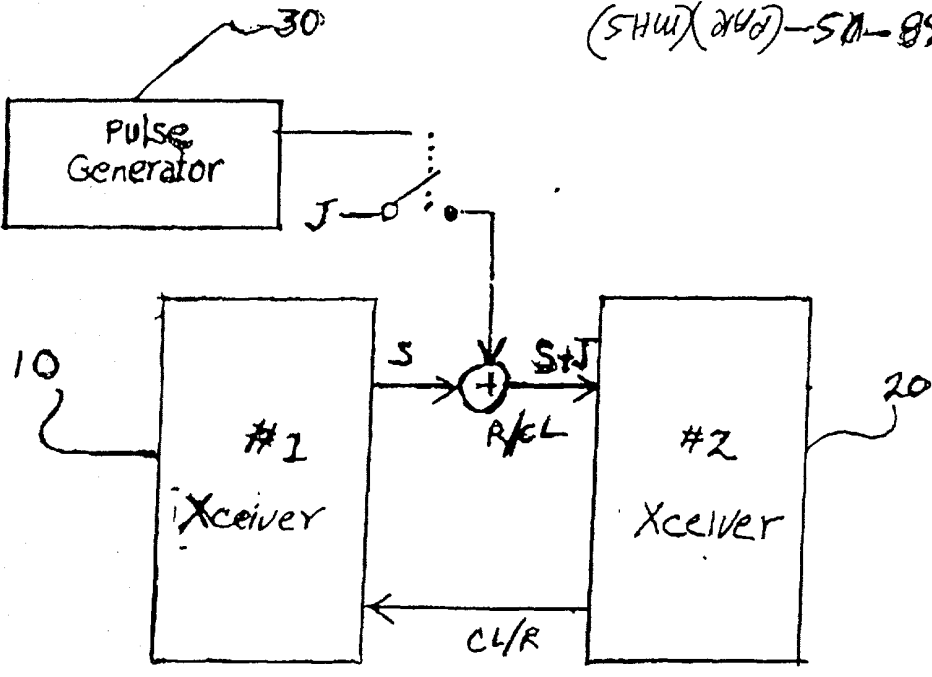 30
Pulse
Generator
J
10
S
S+J
R/CL
20
#1
Xceiver
#2
Xceiver
CL/R